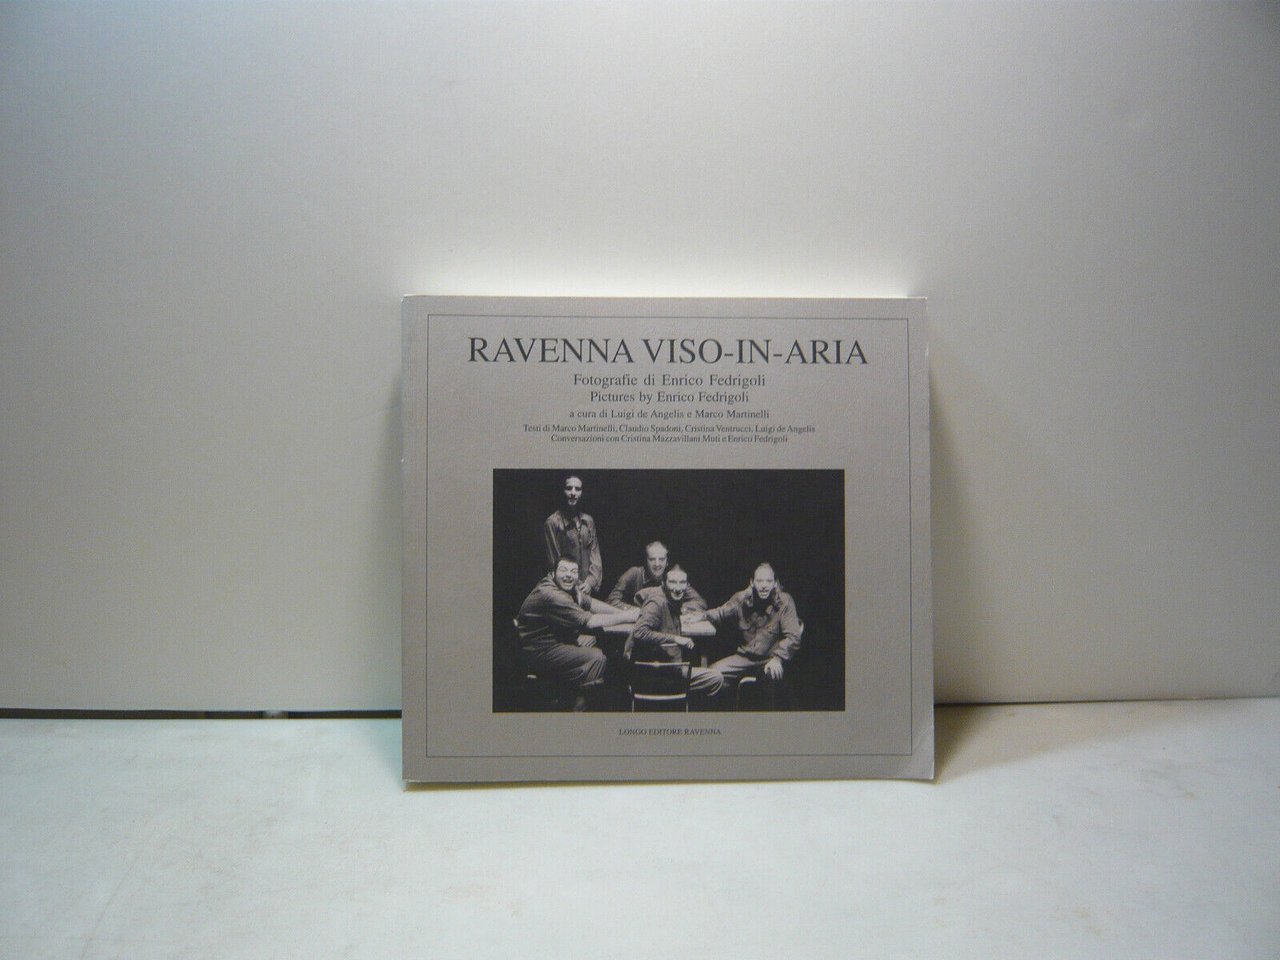 RAVENNA VISO-IN-ARIA
Fotografie di Enrico Fedrigoli
Pictures by Enrico Fedrigoli
a cura di Luigi de Angelis e Marco Martinelli
Testi di Marco Martinelli, Claudio Spadoni, Cristina Ventrucci, Luigi de Angelis
Conversazioni con Cristina Mazzavillani Muti e Enrico Fedrigoli
LONGO EDITORE RAVENNA